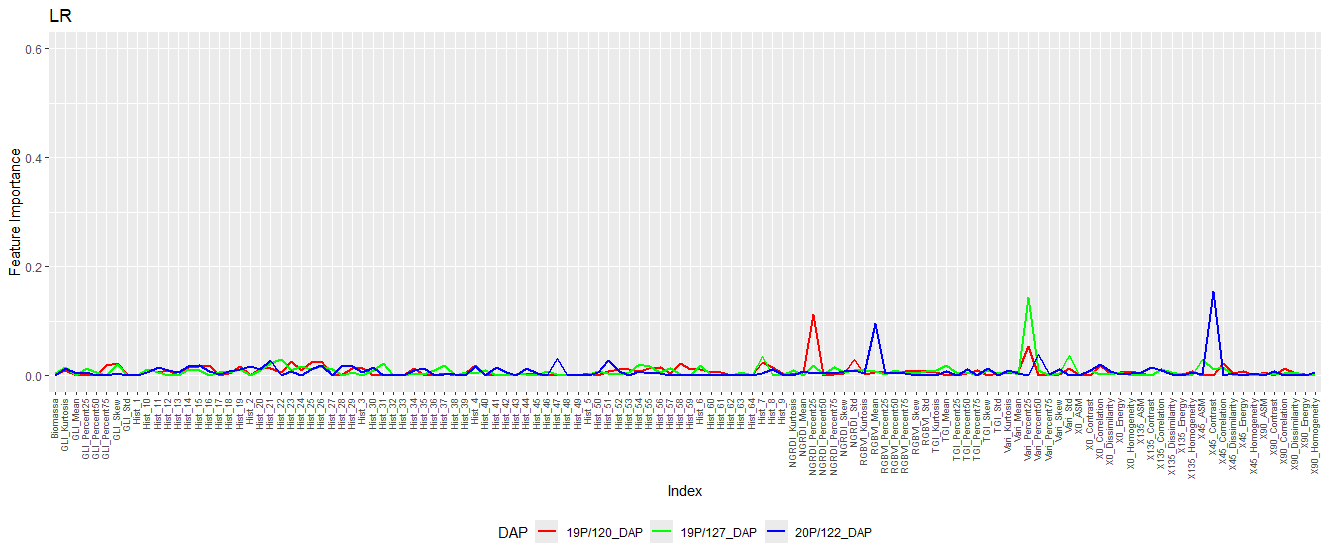 LR
Feature Importance
0.6
0.4
0.2
0.0
Biomassa
GLI_Kurtosis
GLI_Mean
GLI_Percent25
GLI_Percent50
GLI_Percent75
GLI_Skew
GLI_Std
Hist_1
Hist_10
Hist_11
Hist_12
Hist_13
Hist_14
Hist_15
Hist_16
Hist_17
Hist_18
Hist_19
Hist_2
Hist_20
Hist_21
Hist_22
Hist_23
Hist_24
Hist_25
Hist_26
Hist_27
Hist_28
Hist_29
Hist_3
Hist_30
Hist_31
Hist_32
Hist_33
Hist_34
Hist_35
Hist_36
Hist_37
Hist_38
Hist_39
Hist_4
Hist_40
Hist_41
Hist_42
Hist_43
Hist_44
Hist_45
Hist_46
Hist_47
Hist_48
Hist_49
Hist_5
Hist_50
Hist_51
Hist_52
Hist_53
Hist_54
Hist_55
Hist_56
Hist_57
Hist_58
Hist_59
Hist_6
Hist_60
Hist_61
Hist_62
Hist_63
Hist_64
Hist_7
Hist_8
Hist_9
NGRDI_Kurtosis
NGRDI_Mean
NGRDI_Percent25
NGRDI_Percent50
NGRDI_Percent75
NGRDI_Skew
NGRDI_Std
RGBVI_Kurtosis
RGBVI_Mean
RGBVI_Percent25
RGBVI_Percent50
RGBVI_Percent75
RGBVI_Skew
RGBVI_Std
TGI_Kurtosis
TGI_Mean
TGI_Percent25
TGI_Percent50
TGI_Percent75
TGI_Skew
TGI_Std
Vari_Kurtosis
Vari_Mean
Vari_Percent25
Vari_Percent50
Vari_Percent75
Vari_Skew
Vari_Std
X0_ASM
X0_Contrast
X0_Correlation
X0_Dissimilarity
X0_Energy
X0_Homogeneity
X135_ASM
X135_Contrast
X135_Correlation
X135_Dissimilarity
X135_Energy
X135_Homogeneity
X45_ASM
X45_Contrast
X45_Correlation
X45_Dissimilarity
X45_Energy
X45_Homogeneity
X90_ASM
X90_Contrast
X90_Correlation
X90_Dissimilarity
X90_Energy
X90_Homogeneity
Index
DAP 19P/120_DAP 19P/127_DAP 20P/122_DAP